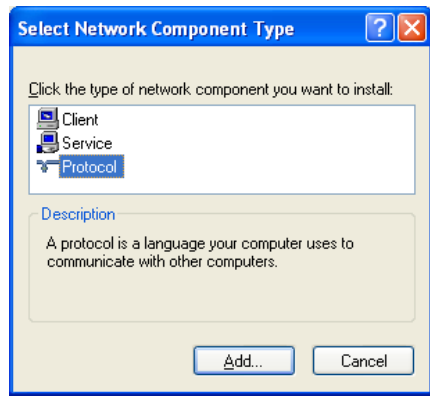 Select Network Component Type
Click the type of network component you want to install:
Client
Service
Protocol
Description
A protocol is a language your computer uses to
communicate with other computers.
Add...
Cancel